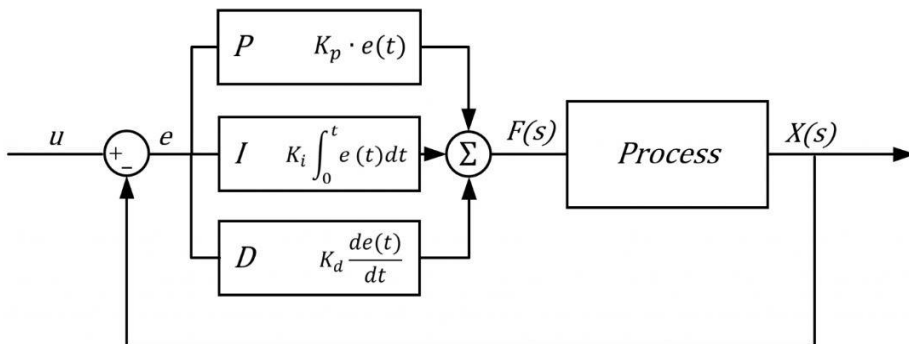 P K_p · e(t)
u
+
−
e
I K_i ∫_0^t e (t)dt
Σ
F(s)
Process
X(s)
D K_d de(t)/dt